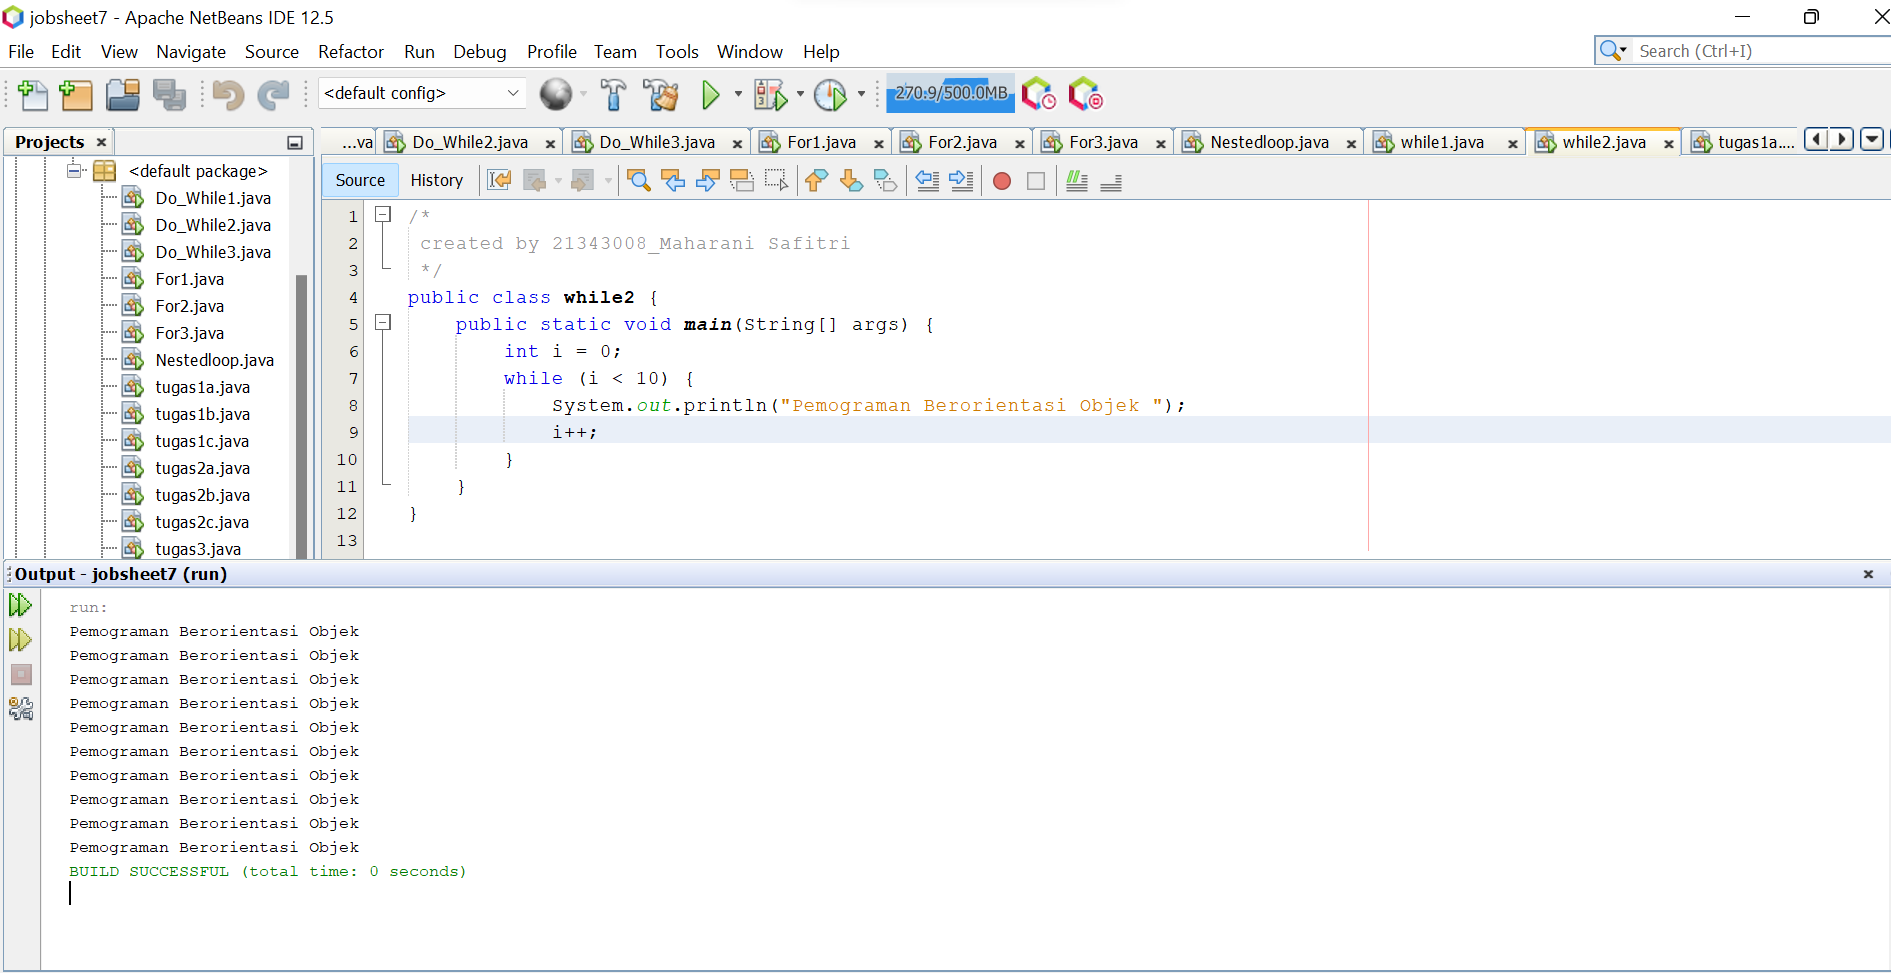 jobsheet7 - Apache NetBeans IDE 12.5
File Edit View Navigate Source Refactor Run Debug Profile Team Tools Window Help
Search (Ctrl+I)
<default config>
270.9/500.0MB
Projects
...va Do_While2.java Do_While3.java For1.java For2.java For3.java Nestedloop.java while1.java while2.java tugas1a....
<default package>
Do_While1.java
Do_While2.java
Do_While3.java
For1.java
For2.java
For3.java
Nestedloop.java
tugas1a.java
tugas1b.java
tugas1c.java
tugas2a.java
tugas2b.java
tugas2c.java
tugas3.java
Source History
1 /*
2 created by 21343008_Maharani Safitri
3 */
4 public class while2 {
5 public static void main(String[] args) {
6 int i = 0;
7 while (i < 10) {
8 System.out.println("Pemograman Berorientasi Objek ");
9 i++;
10 }
11 }
12 }
13
Output - jobsheet7 (run)
run:
Pemograman Berorientasi Objek
Pemograman Berorientasi Objek
Pemograman Berorientasi Objek
Pemograman Berorientasi Objek
Pemograman Berorientasi Objek
Pemograman Berorientasi Objek
Pemograman Berorientasi Objek
Pemograman Berorientasi Objek
Pemograman Berorientasi Objek
Pemograman Berorientasi Objek
BUILD SUCCESSFUL (total time: 0 seconds)